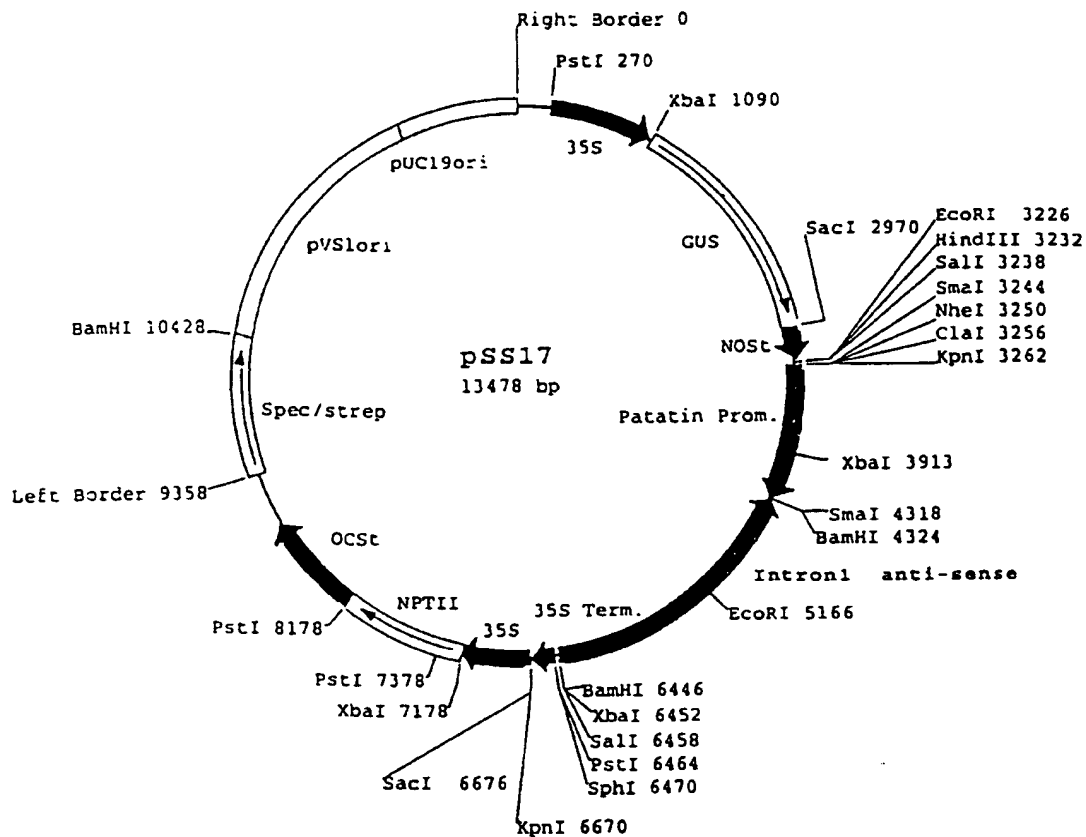 Right Border 0
PstI 270
XbaI 1090
35S
pUC19ori
pVS1ori
GUS
SacI 2970
EcoRI 3226
HindIII 3232
SalI 3238
SmaI 3244
NheI 3250
ClaI 3256
KpnI 3262
NOSt
BamHI 10428
pSS17
13478 bp
Spec/strep
Patatin Prom.
XbaI 3913
Left Border 9358
SmaI 4318
BamHI 4324
OCSt
Intron1 anti-sense
NPTII
35S
35S Term.
EcoRI 5166
PstI 8178
PstI 7378
XbaI 7178
BamHI 6446
XbaI 6452
SalI 6458
PstI 6464
SphI 6470
SacI 6676
KpnI 6670